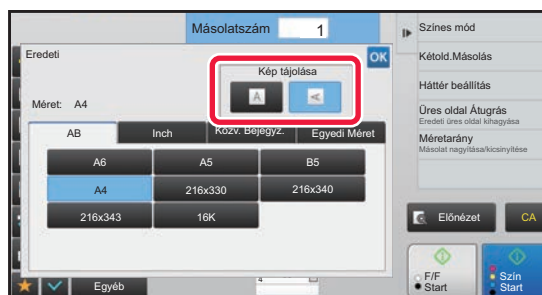 Másolatszám 1
Eredeti
OK
Kép tájolása
A A
Méret: A4
AB Inch Közv. Bejegyz. Egyedi Méret
A6 A5 B5
A4 216x330 216x340
216x343 16K
Egyéb
Színes mód
Kétold.Másolás
Háttér beállítás
Üres oldal Átugrás
Eredeti üres oldal kihagyása
Méretarány
Másolat nagyítása/kicsinyítése
Előnézet CA
F/F
Start
Szín
Start